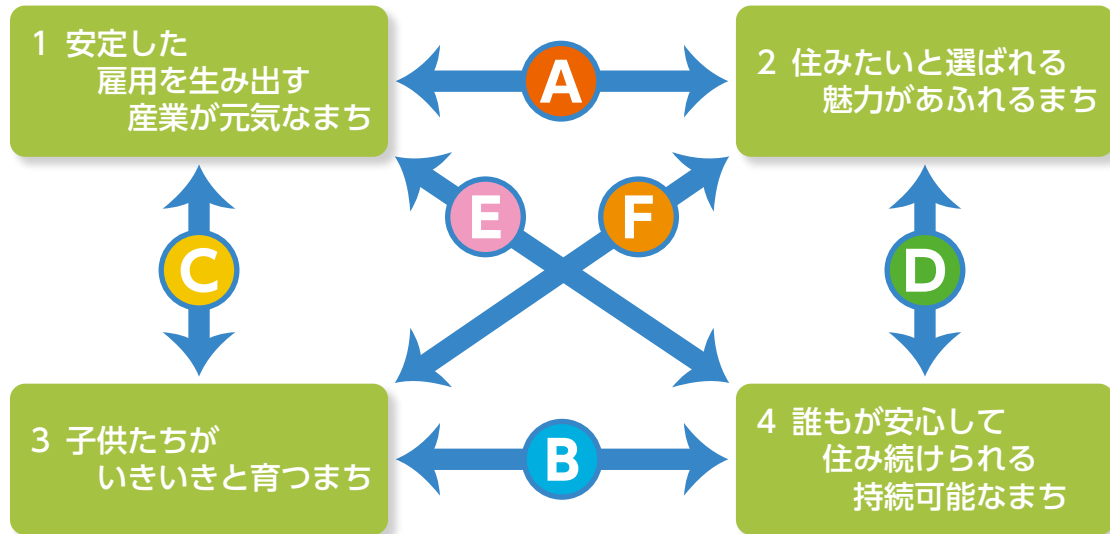 1 安定した
雇用を生み出す
産業が元気なまち
A
2 住みたいと選ばれる
魅力があふれるまち
E
F
C
D
3 子供たちが
いきいきと育つまち
B
4 誰もが安心して
住み続けられる
持続可能なまち